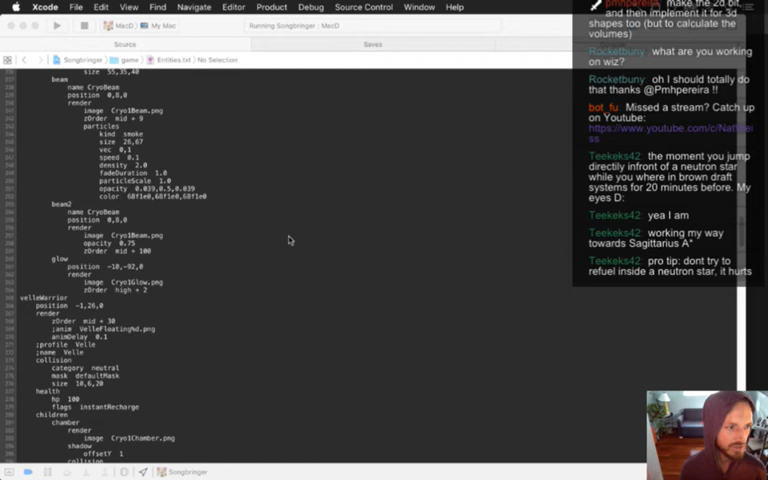 Xcode File Edit View Find Navigate Editor Product Debug Source Control Window Help
MacD My Mac
Running Songbringer : MacD
Source
Saves
Songbringer game Entities.txt No Selection
size 55,35,40
beam
name CryoBeam
position 0,8,0
render
image Cryo1Beam.png
zOrder mid + 9
particles
kind smoke
size 26,67
vec 0,1
speed 0.1
density 2.0
fadeDuration 1.0
particleScale 1.0
opacity 0.039,0.5,0.039
color 68f1e0,68f1e0,68f1e0
beam2
name CryoBeam
position 0,8,0
render
image Cryo1Beam.png
opacity 0.75
zOrder mid + 100
glow
position -10,-92,0
render
image Cryo1Glow.png
zOrder high + 2
velleWarrior
position -1,26,0
render
zOrder mid + 30
;anim VelleFloating%d.png
animDelay 0.1
;profile Velle
;name Velle
collision
category neutral
mask defaultMask
size 10,6,20
health
hp 100
flags instantRecharge
children
chamber
render
image Cryo1Chamber.png
shadow
offsetY 1
collision
Songbringer
pmhpereira: make the 2d bit,
and then implement it for 3d
shapes too (but to calculate the
volumes)
Rocketbuny: what are you working
on wiz?
Rocketbuny: oh I should totally do
that thanks @Pmhpereira !!
bot_fu: Missed a stream? Catch up
on Youtube:
https://www.youtube.com/c/Nat
ss
Teekeks42: the moment you jump
directily infront of a neutron star
while you where in brown draft
systems for 20 minutes before. My
eyes D:
Teekeks42: yea I am
Teekeks42: working my way
towards Sagittarius A*
Teekeks42: pro tip: dont try to
refuel inside a neutron star, it hurts